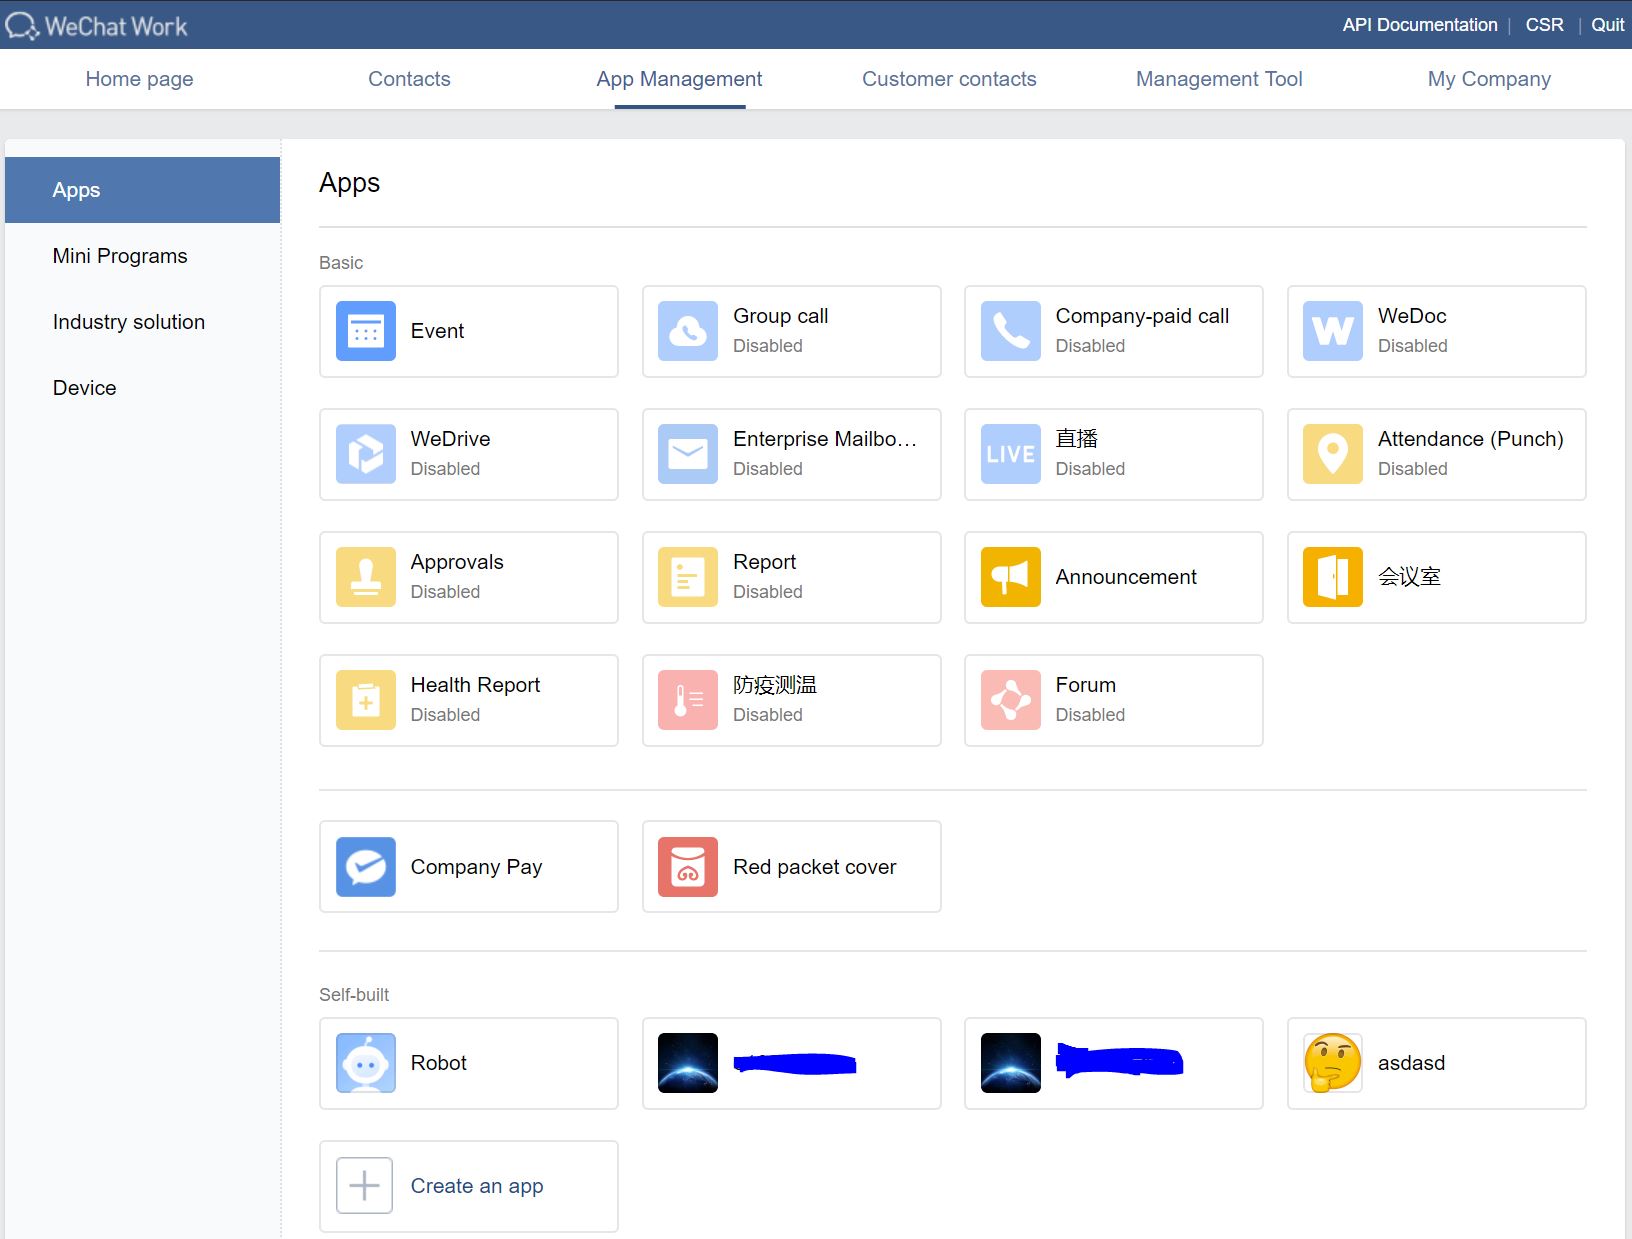 WeChat Work
API Documentation | CSR | Quit
Home page Contacts App Management Customer contacts Management Tool My Company
Apps
Mini Programs
Industry solution
Device
Apps
Basic
Event
Group call
Disabled
Company-paid call
Disabled
WeDoc
Disabled
WeDrive
Disabled
Enterprise Mailbo...
Disabled
LIVE
直播
Disabled
Attendance (Punch)
Disabled
Approvals
Disabled
Report
Disabled
Announcement
会议室
Health Report
Disabled
防疫测温
Disabled
Forum
Disabled
Company Pay
Red packet cover
Self-built
Robot
asdasd
Create an app